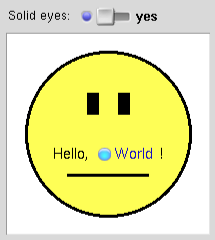 Solid eyes: yes
Hello, World !